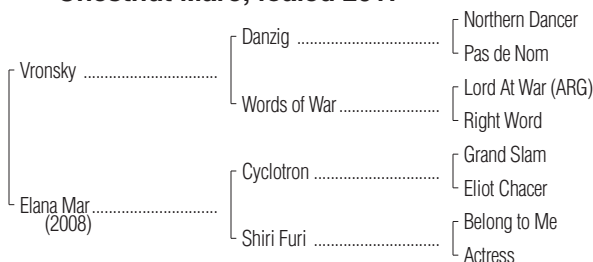 Chestnut Mare; foaled
Northern Dancer
Danzig ......................................
Pas de Nom
Vronsky ...................................
Lord At War (ARG)
Words of War ...........................
Right Word
Grand Slam
Cyclotron .................................
Eliot Chacer
Elana Mar .................................
(2008)
Belong to Me
Shiri Furi .................................
Actress